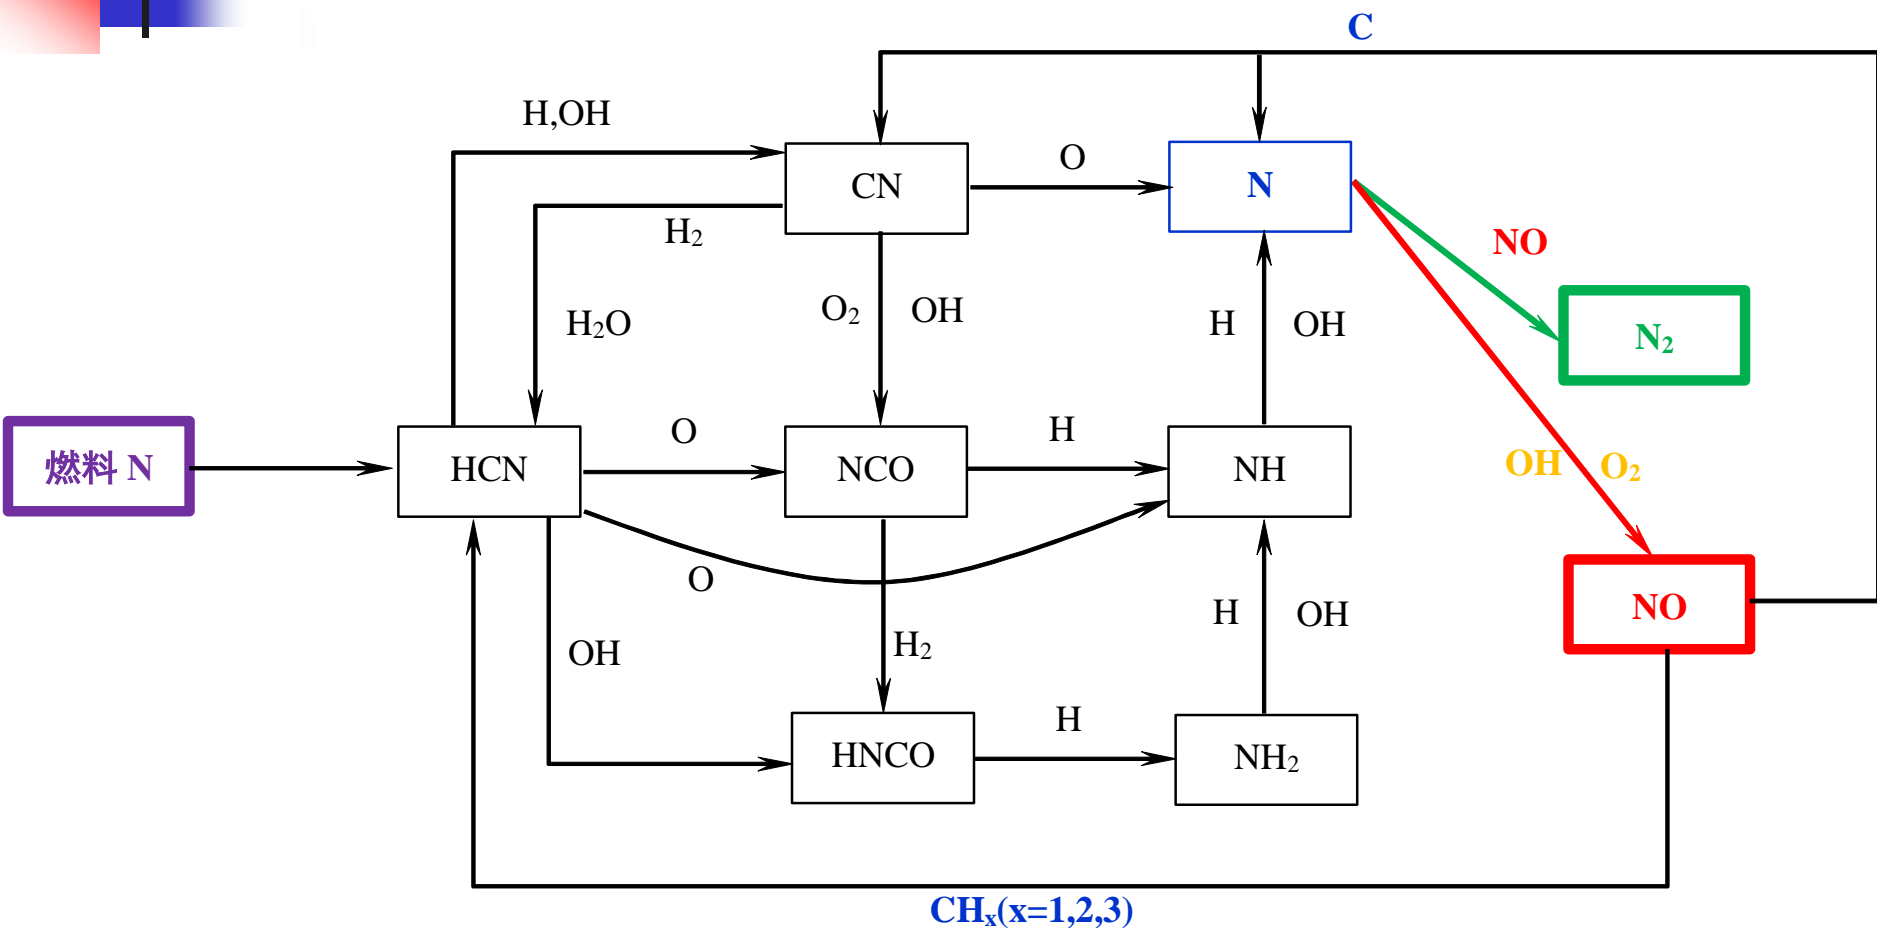 C
H,OH
CN
O
N
H₂
NO
O₂
OH
H₂O
H
OH
N₂
燃料 N
HCN
O
NCO
H
NH
OH
O₂
O
OH
H₂
H
OH
NO
HNCO
H
NH₂
CHₓ(x=1,2,3)